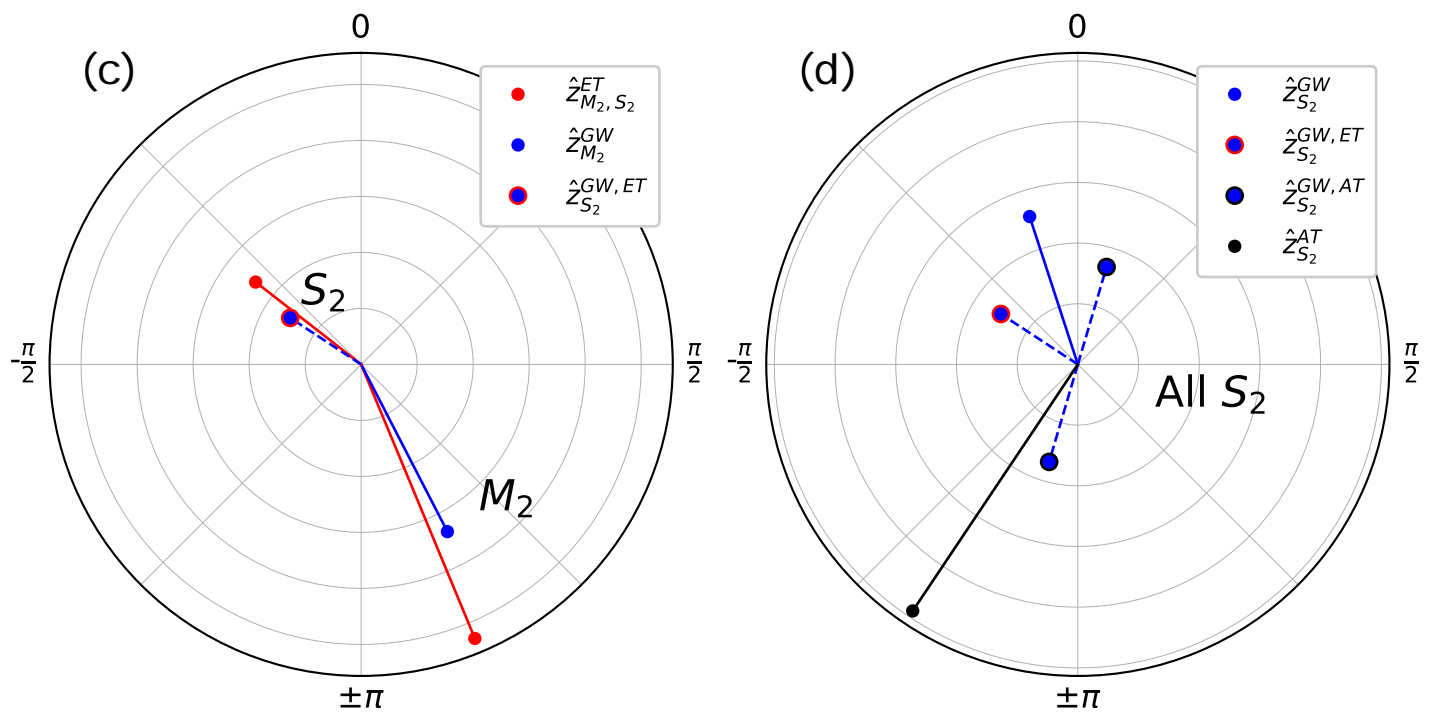 (c)
0
ẑ^{ET}_{M_2, S_2}
ẑ^{GW}_{M_2}
ẑ^{GW, ET}_{S_2}
S_2
-π/2
π/2
M_2
±π
(d)
0
ẑ^{GW}_{S_2}
ẑ^{GW, ET}_{S_2}
ẑ^{GW, AT}_{S_2}
ẑ^{AT}_{S_2}
-π/2
π/2
All S_2
±π